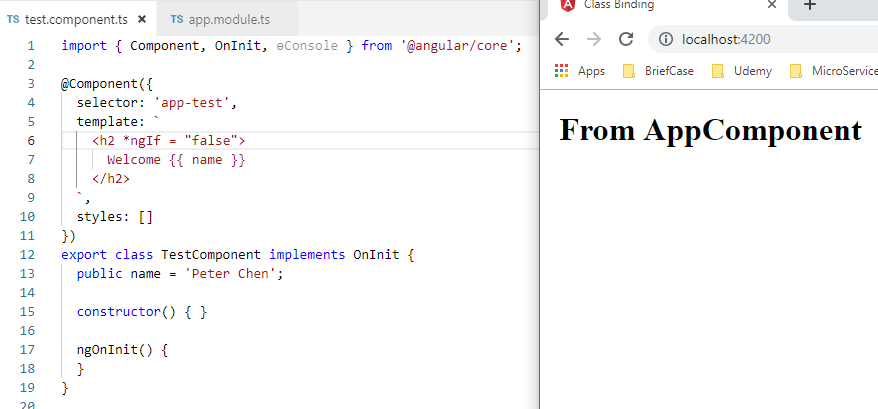 TS test.component.ts × TS app.module.ts
1 import { Component, OnInit, ɵConsole } from '@angular/core';
2
3 @Component({
4 selector: 'app-test',
5 template: `
6 <h2 *ngIf = "false">
7 Welcome {{ name }}
8 </h2>
9 `,
10 styles: []
11 })
12 export class TestComponent implements OnInit {
13 public name = 'Peter Chen';
14
15 constructor() { }
16
17 ngOnInit() {
18 }
19 }
20
Class Binding × +
localhost:4200
Apps BriefCase Udemy MicroService
From AppComponent